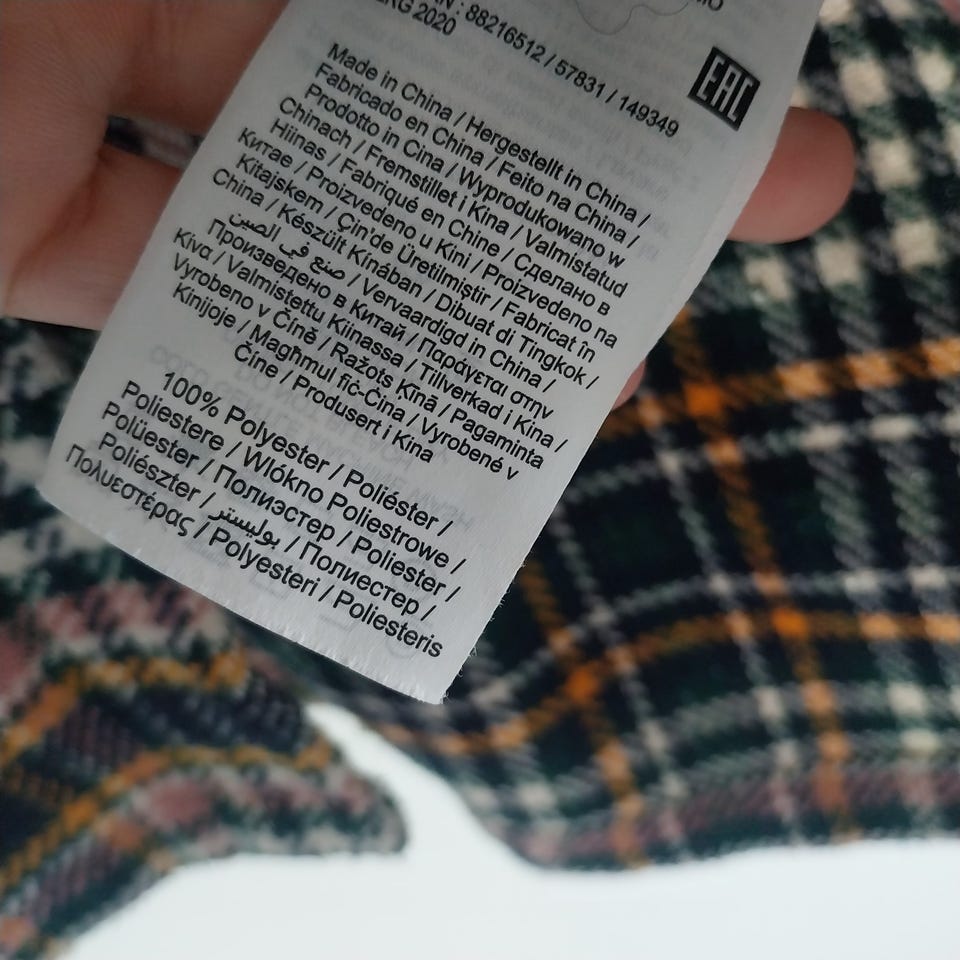 N : 88216512 / 57831 / 149349
ERG 2020
EAC
Made in China / Hergestellt in China /
Fabricado en China / Feito na China /
Prodotto in Cina / Wyprodukowano w
Chinach / Fremstillet i Kina / Valmistatud
Hiinas / Fabriqué en Chine / Сделано в
Китае / Proizvedeno u Kini / Proizvedeno na
Kitajskem / Çin'de Üretilmiştir / Fabricat în
China / Készült Kínában / Dibuat di Tingkok /
صنع في الصين / Vervaardigd in China /
Произведено в Китай / Παράγεται στην
Κίνα / Valmistettu Kiinassa / Tillverkad i Kina /
Vyrobeno v Číně / Ražots Ķīnā / Pagaminta
Kinijoje / Magħmul fiċ-Ċina / Vyrobené v
Číne / Produsert i Kina
100% Polyester / Poliéster /
Poliestere / Włókno Poliestrowe /
Polüester / Полиэстер / Poliester /
Poliészter / بوليستر / Полиестер /
Πολυεστέρας / Polyesteri / Poliesteris